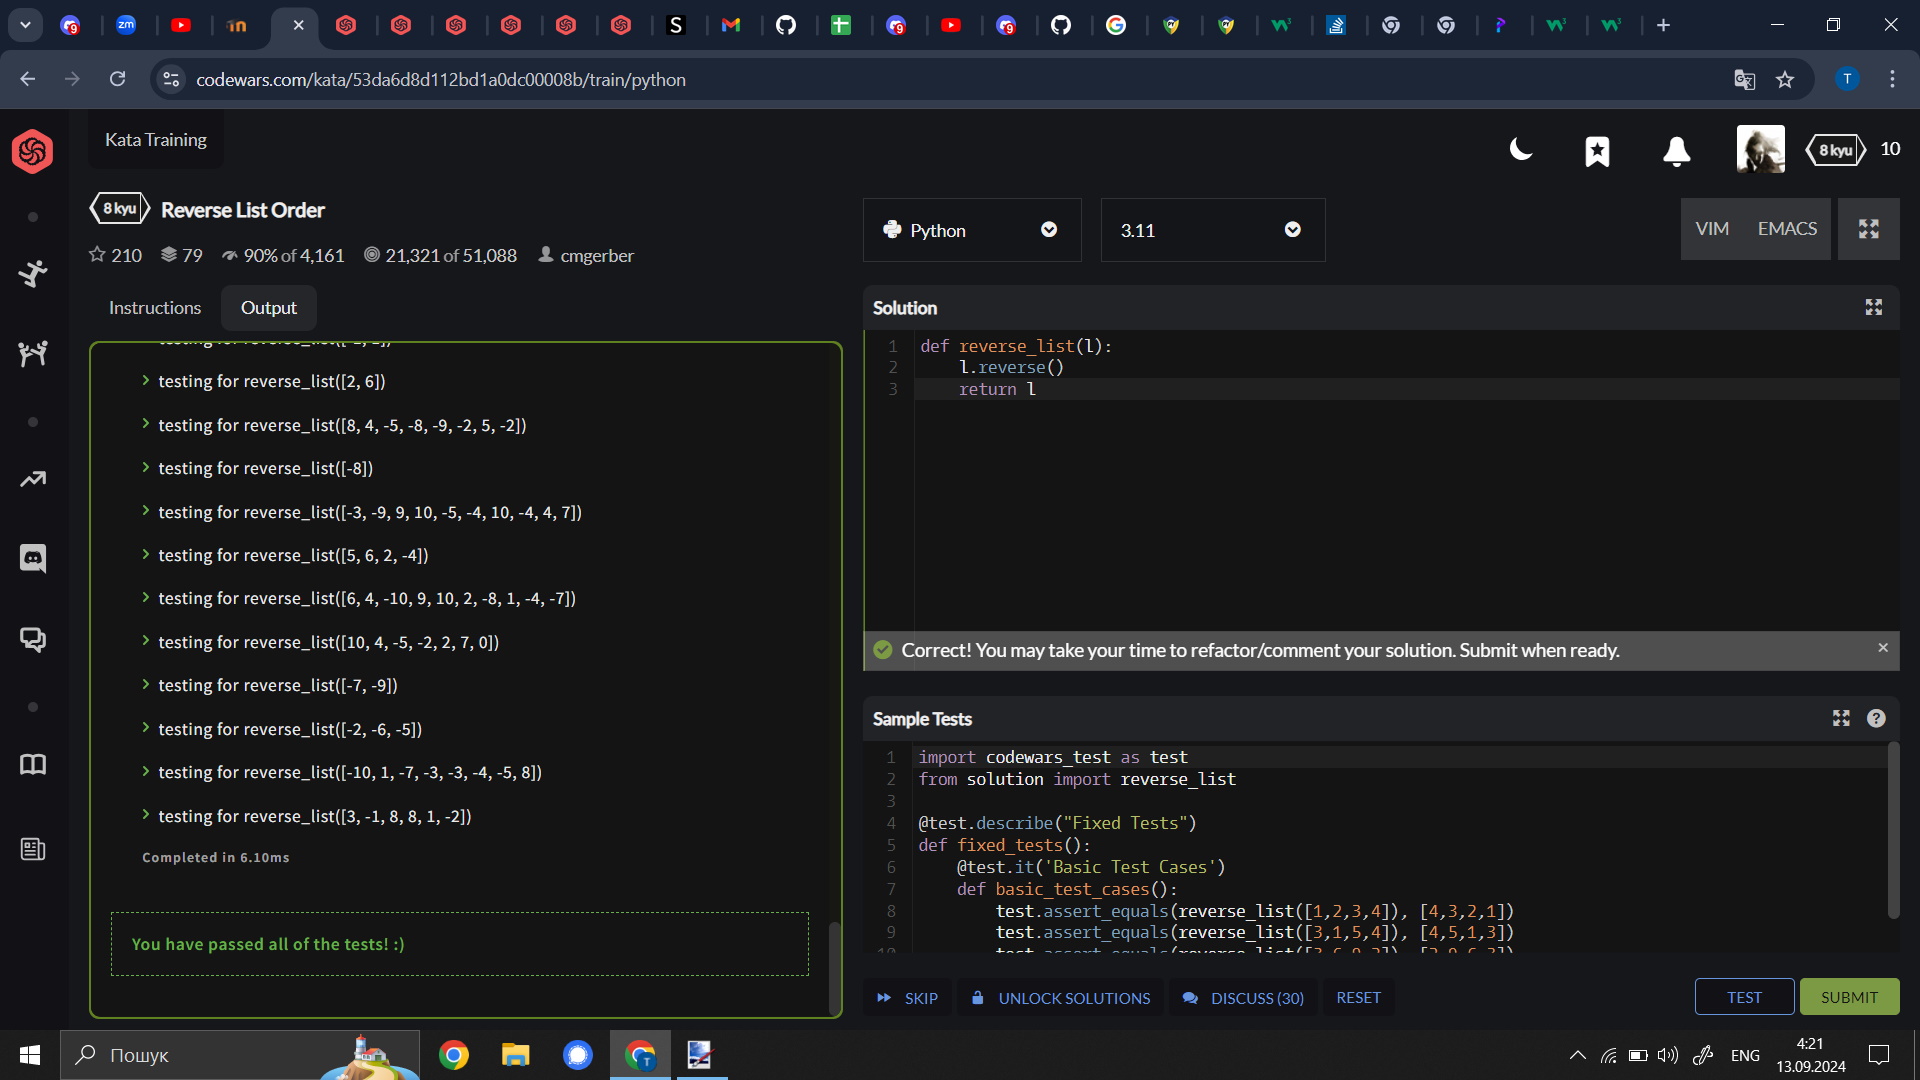 codewars.com/kata/53da6d8d112bd1a0dc00008b/train/python
T
Kata Training
8 kyu
10
8 kyu
Reverse List Order
210
79
90% of 4,161
21,321 of 51,088
cmgerber
Python
3.11
VIM
EMACS
Instructions
Output
testing for reverse_list([2, 6])
testing for reverse_list([8, 4, -5, -8, -9, -2, 5, -2])
testing for reverse_list([-8])
testing for reverse_list([-3, -9, 9, 10, -5, -4, 10, -4, 4, 7])
testing for reverse_list([5, 6, 2, -4])
testing for reverse_list([6, 4, -10, 9, 10, 2, -8, 1, -4, -7])
testing for reverse_list([10, 4, -5, -2, 2, 7, 0])
testing for reverse_list([-7, -9])
testing for reverse_list([-2, -6, -5])
testing for reverse_list([-10, 1, -7, -3, -3, -4, -5, 8])
testing for reverse_list([3, -1, 8, 8, 1, -2])
Completed in 6.10ms
You have passed all of the tests! :)
Solution
1 def reverse_list(l):
2 l.reverse()
3 return l
Correct! You may take your time to refactor/comment your solution. Submit when ready.
Sample Tests
1 import codewars_test as test
2 from solution import reverse_list
3
4 @test.describe("Fixed Tests")
5 def fixed_tests():
6 @test.it('Basic Test Cases')
7 def basic_test_cases():
8 test.assert_equals(reverse_list([1,2,3,4]), [4,3,2,1])
9 test.assert_equals(reverse_list([3,1,5,4]), [4,5,1,3])
SKIP
UNLOCK SOLUTIONS
DISCUSS (30)
RESET
TEST
SUBMIT
Пошук
ENG
4:21
13.09.2024